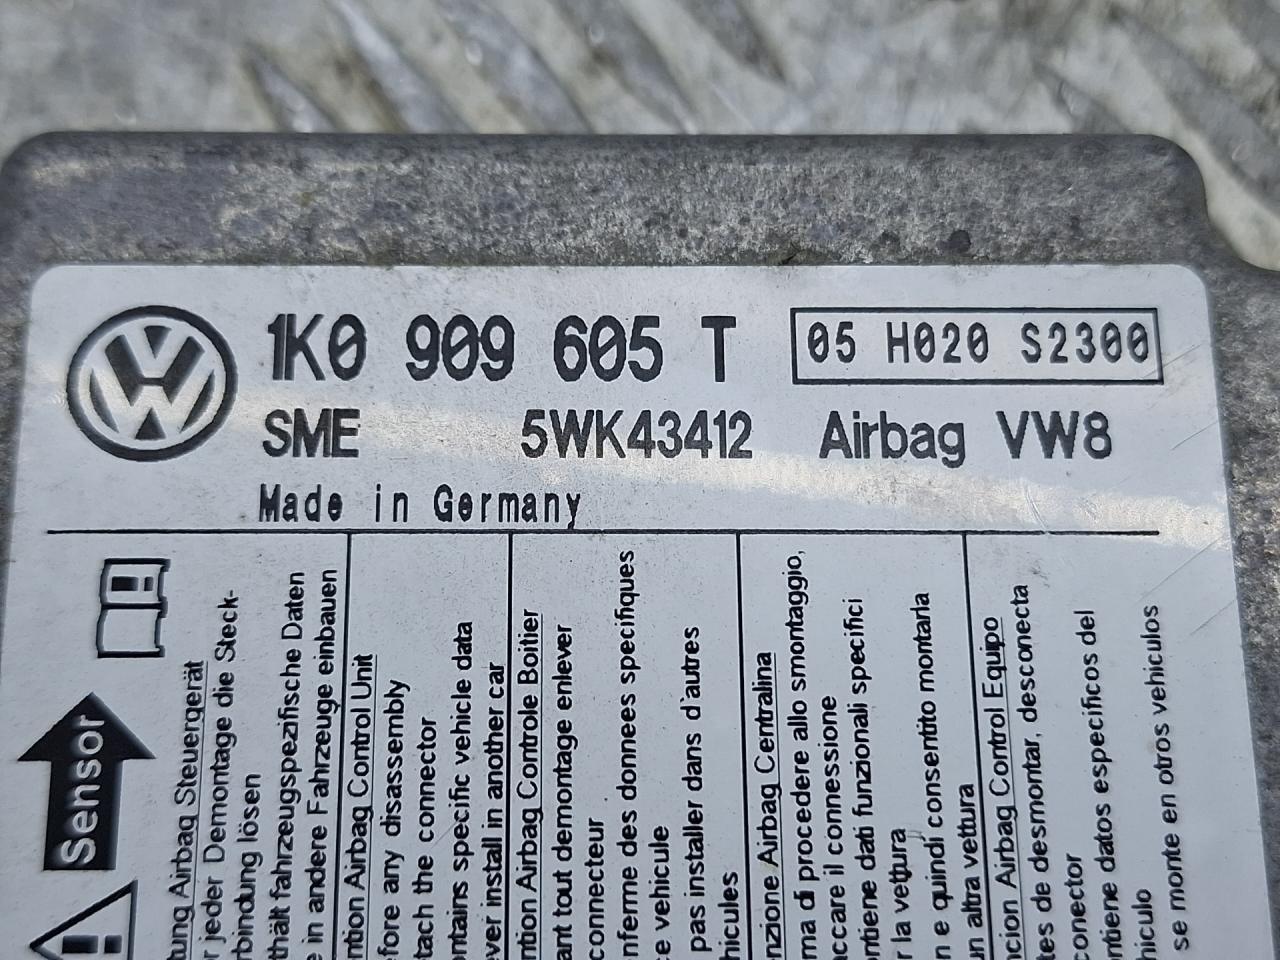 1K0 909 605 T
05 H020 S2300
SME 5WK43412 Airbag VW8
Made in Germany
Sensor
tung Airbag Steuergerät
r jeder Demontage die Steck-
rbindung lösen
thält fahrzeugspezifische Daten
e in andere Fahrzeuge einbauen
ntion Airbag Control Unit
fore any disassembly
tach the connector
ntains specific vehicle data
ver install in another car
ntion Airbag Controle Boitier
ant tout demontage enlever
connecteur
nferme des donnees specifiques
e vehicule
pas installer dans d'autres
hicules
nzione Airbag Centralina
ma di procedere allo smontaggio,
accare il connessione
ntiene dati funzionali specifici
r la vettura
n e quindi consentito montarla
un altra vettura
ncion Airbag Control Equipo
tes de desmontar, desconecta
conector
ntiene datos especificos del
hiculo
se monte en otros vehiculos